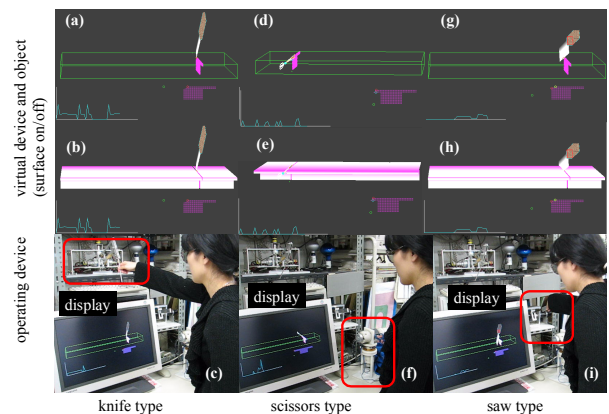 (a)
(d)
(g)
virtual device and object
(surface on/off)
(b)
(e)
(h)
operating device
display
display
display
(c)
(f)
(i)
knife type
scissors type
saw type